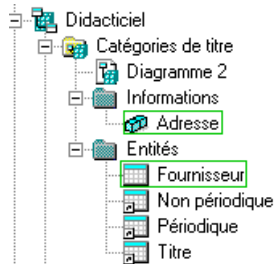 Didacticiel
Catégories de titre
Diagramme 2
Informations
Adresse
Entités
Fournisseur
Non périodique
Périodique
Titre